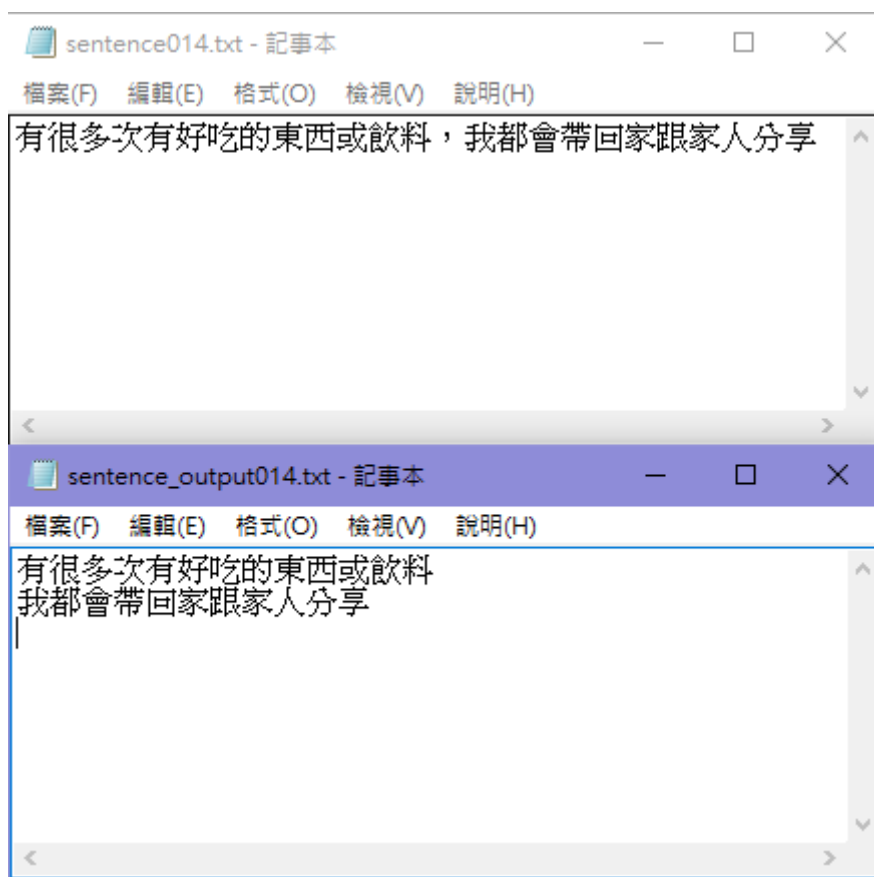 sentence014.txt - 記事本
檔案(F) 編輯(E) 格式(O) 檢視(V) 說明(H)
有很多次有好吃的東西或飲料，我都會帶回家跟家人分享
sentence_output014.txt - 記事本
檔案(F) 編輯(E) 格式(O) 檢視(V) 說明(H)
有很多次有好吃的東西或飲料
我都會帶回家跟家人分享